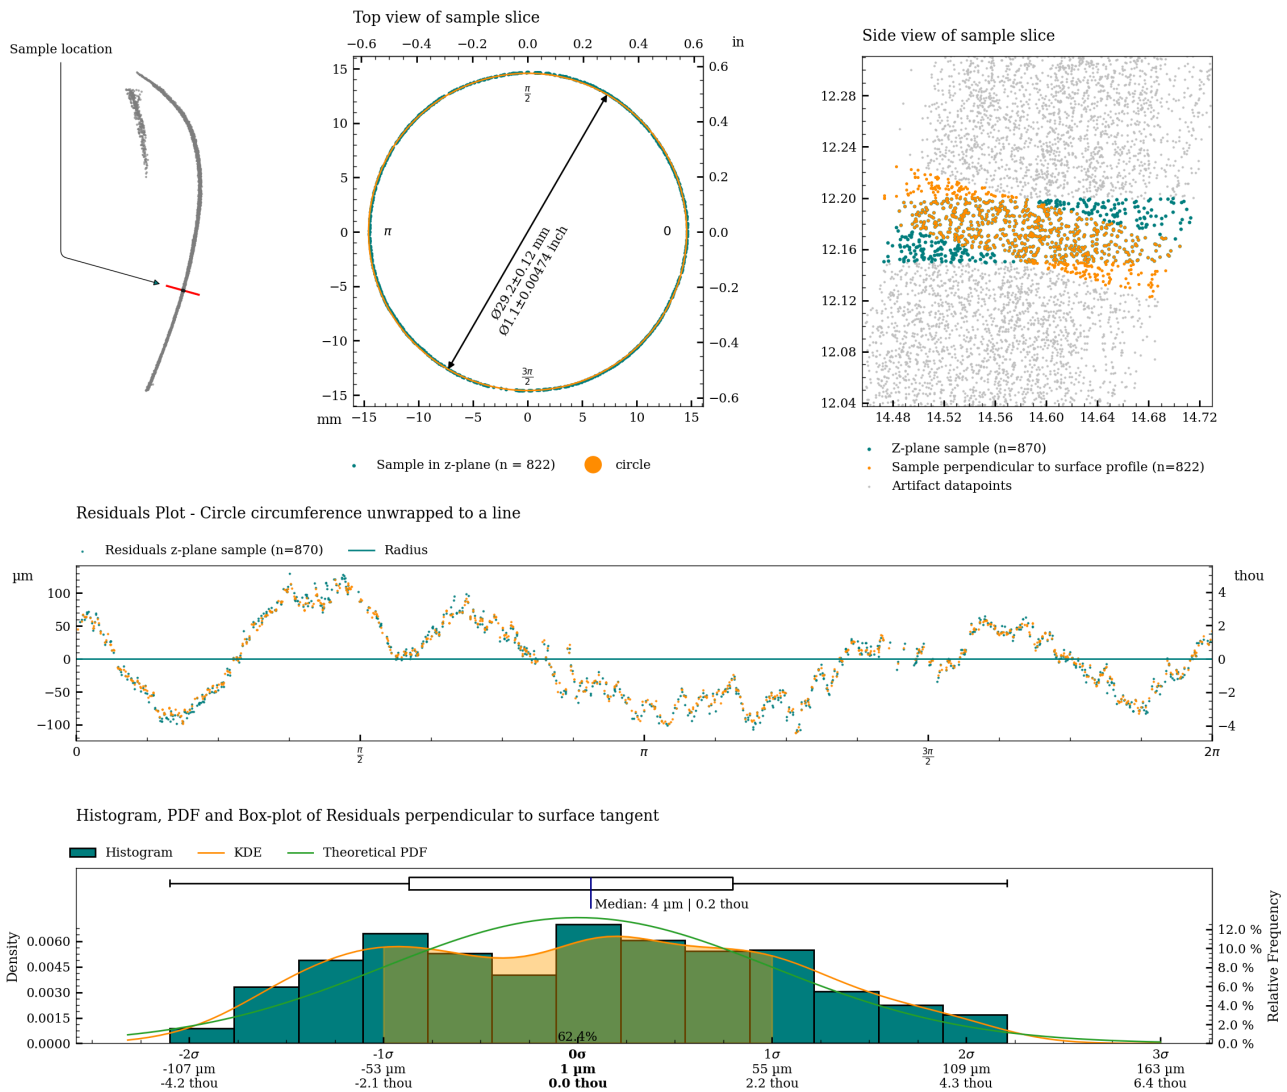 Sample location
Top view of sample slice
−0.6 −0.4 −0.2 0.0 0.2 0.4 0.6 in
15
10
5
0
−5
−10
−15
mm
−15 −10 −5 0 5 10 15
0.6
0.4
0.2
0.0
−0.2
−0.4
−0.6
π/2
π
0
3π/2
Ø29.2±0.12 mm
Ø1.1±0.00474 inch
Sample in z-plane (n = 822)
circle
Side view of sample slice
12.28
12.24
12.20
12.16
12.12
12.08
12.04
14.48 14.52 14.56 14.60 14.64 14.68 14.72
Z-plane sample (n=870)
Sample perpendicular to surface profile (n=822)
Artifact datapoints
Residuals Plot - Circle circumference unwrapped to a line
Residuals z-plane sample (n=870)
Radius
µm
100
50
0
−50
−100
thou
4
2
0
−2
−4
0 π/2 π 3π/2 2π
Histogram, PDF and Box-plot of Residuals perpendicular to surface tangent
Histogram
KDE
Theoretical PDF
Median: 4 µm | 0.2 thou
Density
0.0060
0.0045
0.0030
0.0015
0.0000
Relative Frequency
12.0 %
10.0 %
8.0 %
6.0 %
4.0 %
2.0 %
0.0 %
62.4%
-2σ -1σ 0σ 1σ 2σ 3σ
-107 µm -53 µm 1 µm 55 µm 109 µm 163 µm
-4.2 thou -2.1 thou 0.0 thou 2.2 thou 4.3 thou 6.4 thou